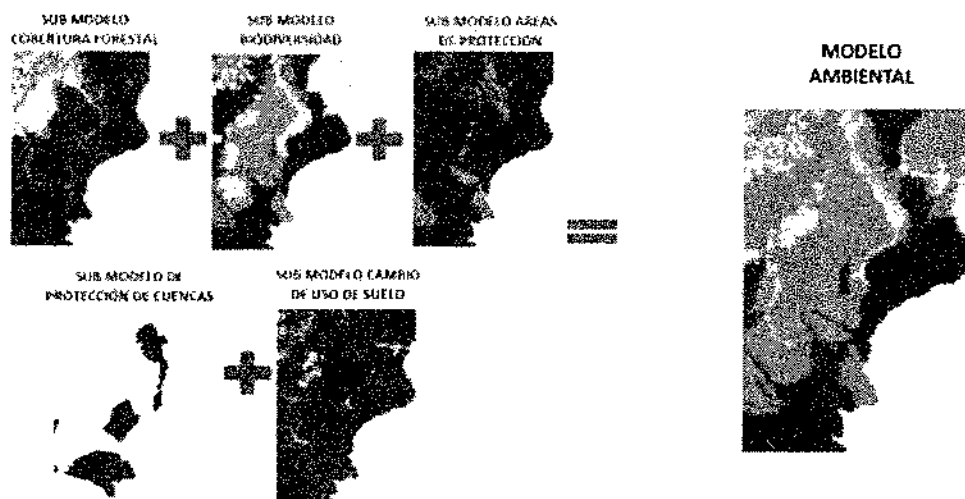 SUB MODELO
COBERTURA FORESTAL
SUB MODELO
BIODIVERSIDAD
SUB MODELO AREAS
DE PROTECCIÓN
MODELO
AMBIENTAL
SUB MODELO DE
PROTECCIÓN DE CUENCAS
SUB MODELO CAMBIO
DE USO DE SUELO